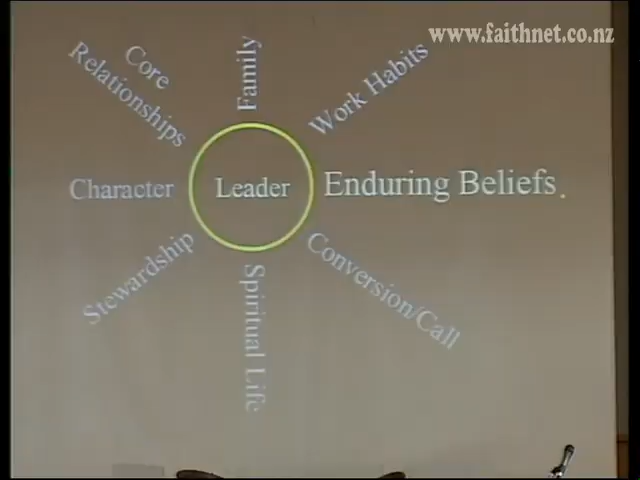 www.faithnet.co.nz
Core
Relationships
Family
Work Habits
Character
Leader
Enduring Beliefs.
Stewardship
Spiritual Life
Conversion/Call